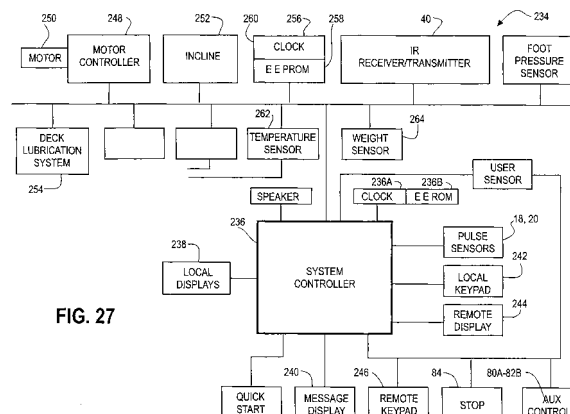 250
248
252
260
256
258
40
234
MOTOR
MOTOR
CONTROLLER
INCLINE
CLOCK
E E PROM
IR
RECEIVER/TRANSMITTER
FOOT
PRESSURE
SENSOR
262
264
DECK
LUBRICATION
SYSTEM
TEMPERATURE
SENSOR
WEIGHT
SENSOR
254
USER
SENSOR
236A
236B
SPEAKER
CLOCK
E E ROM
236
18, 20
238
PULSE
SENSORS
242
LOCAL
DISPLAYS
SYSTEM
CONTROLLER
LOCAL
KEYPAD
244
REMOTE
DISPLAY
FIG. 27
240
246
84
80A-82B
QUICK
START
MESSAGE
DISPLAY
REMOTE
KEYPAD
STOP
AUX
CONTROL